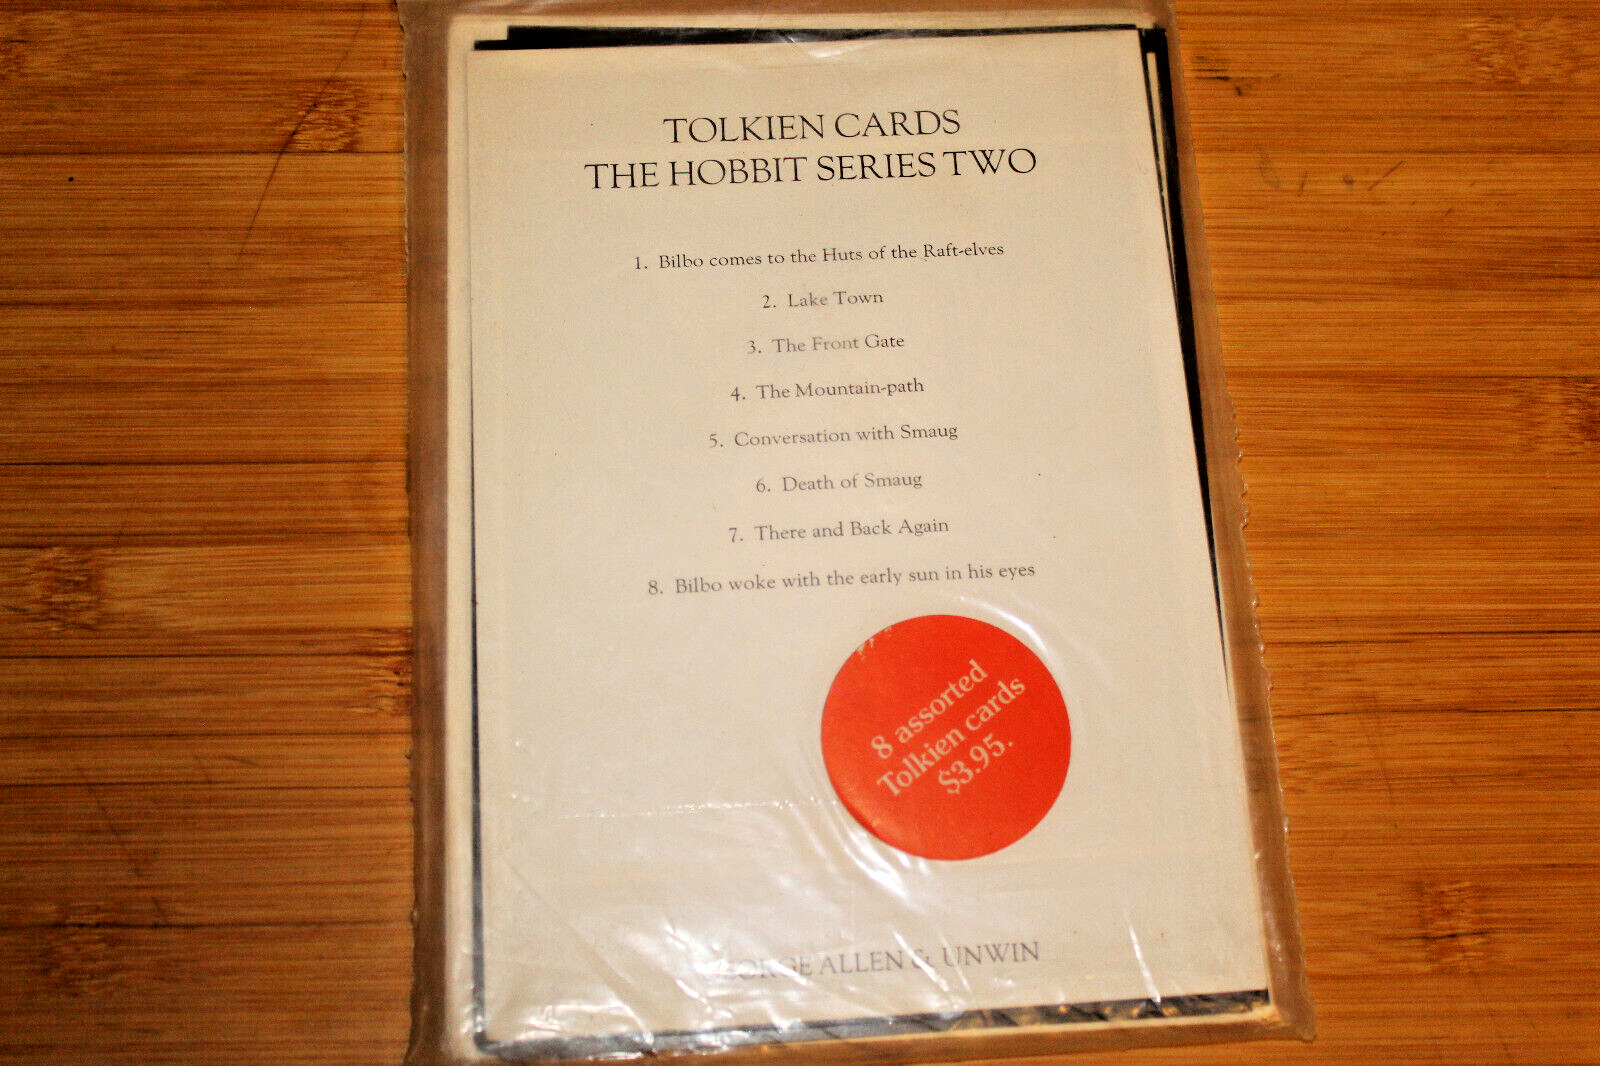 TOLKIEN CARDS
THE HOBBIT SERIES TWO
1. Bilbo comes to the Huts of the Raft-elves
2. Lake Town
3. The Front Gate
4. The Mountain-path
5. Conversation with Smaug
6. Death of Smaug
7. There and Back Again
8. Bilbo woke with the early sun in his eyes
8 assorted
Tolkien cards
$3.95.
GEORGE ALLEN & UNWIN